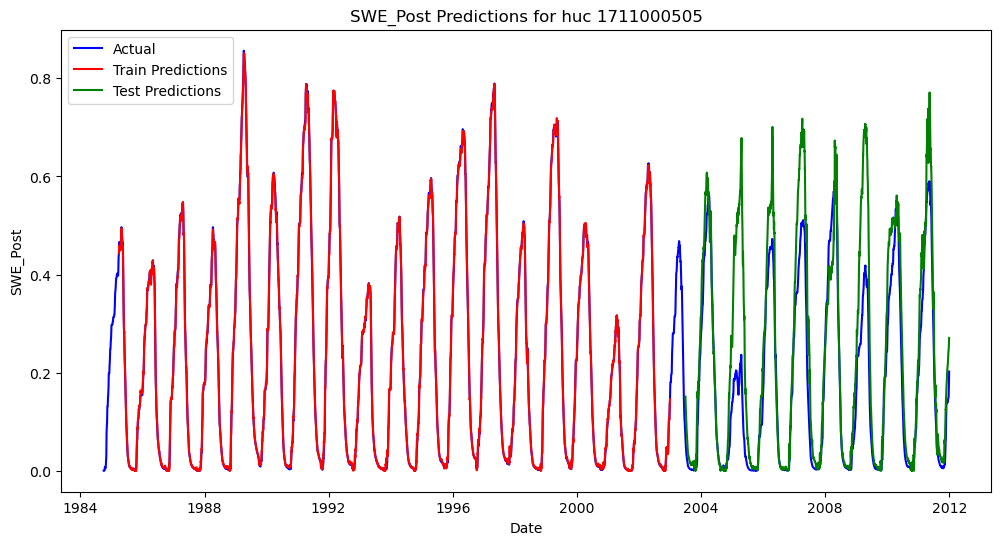 SWE_Post Predictions for huc 1711000505
Actual
Train Predictions
Test Predictions
SWE_Post
0.8
0.6
0.4
0.2
0.0
1984 1988 1992 1996 2000 2004 2008 2012
Date